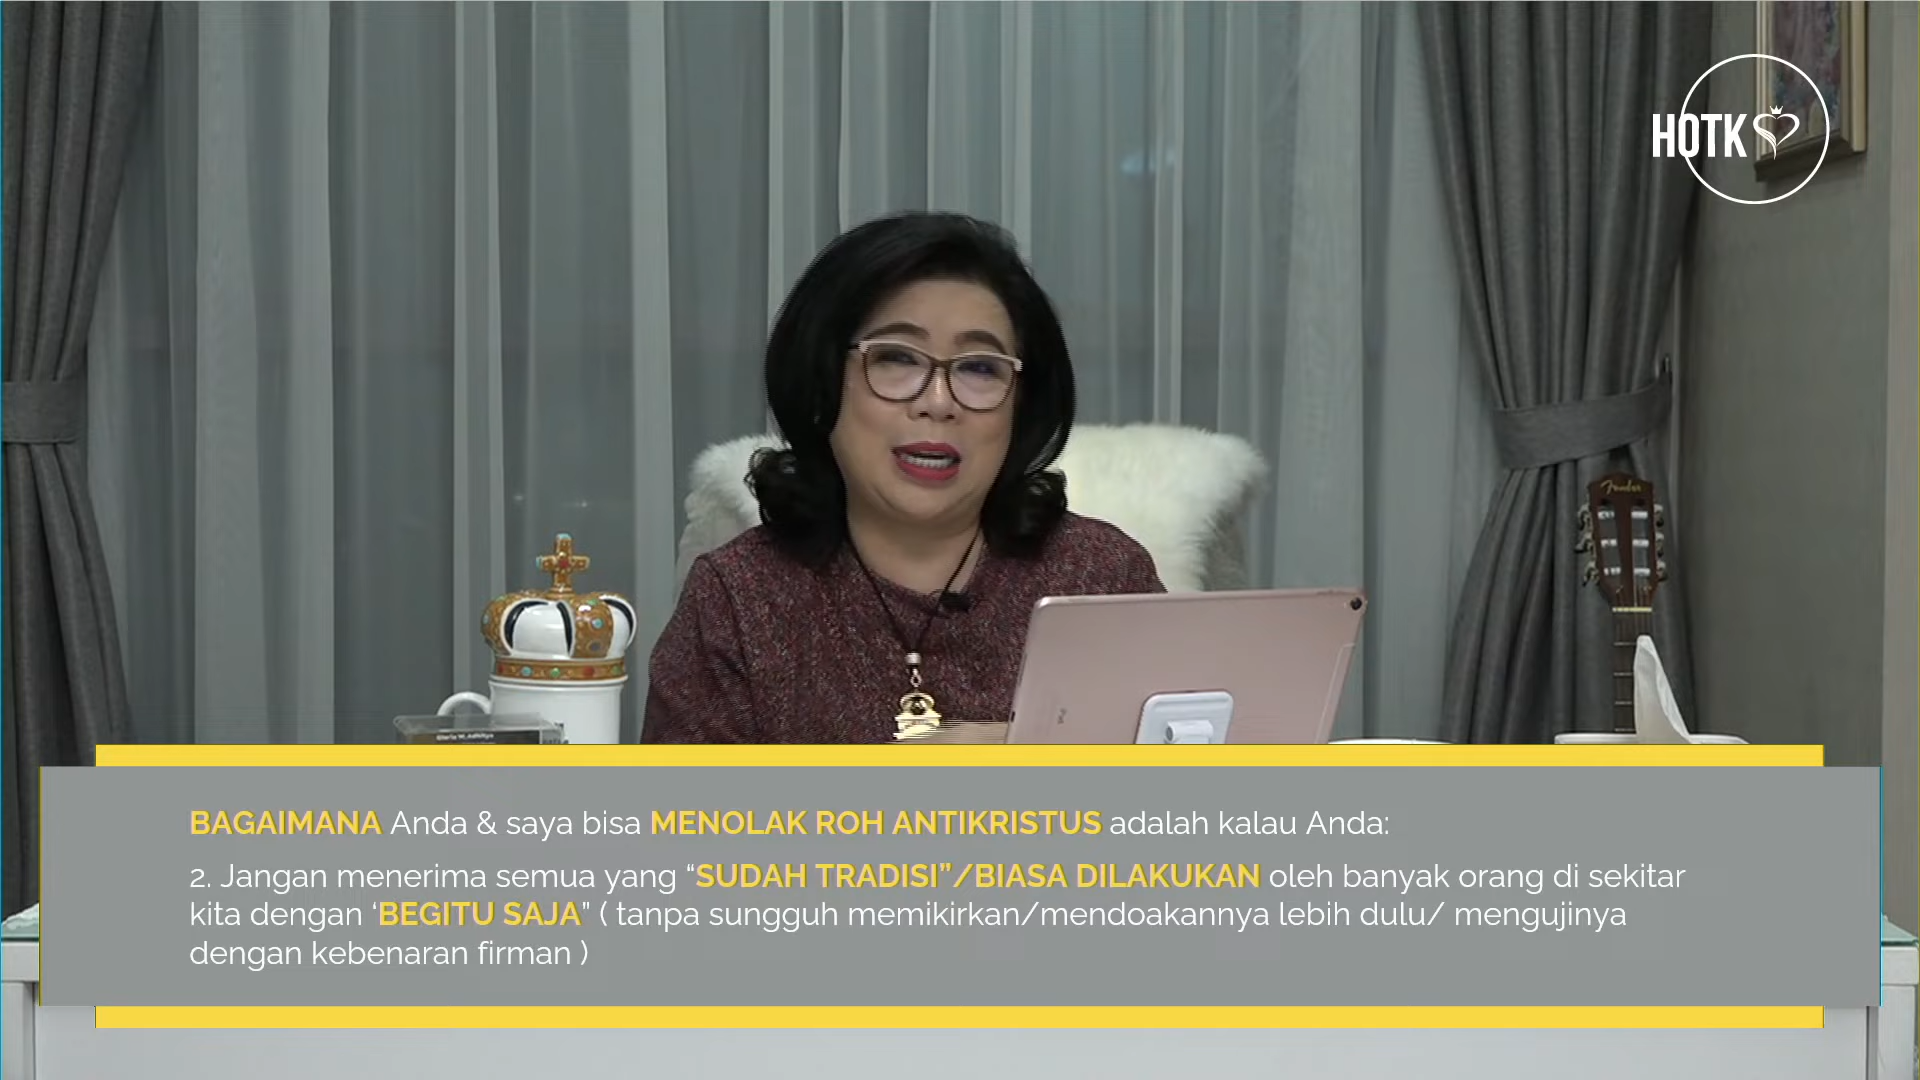 HOTK
Fender
iPad
BAGAIMANA Anda & saya bisa MENOLAK ROH ANTIKRISTUS adalah kalau Anda:
2. Jangan menerima semua yang “SUDAH TRADISI”/BIASA DILAKUKAN oleh banyak orang di sekitar
kita dengan ‘BEGITU SAJA” ( tanpa sungguh memikirkan/mendoakannya lebih dulu/ mengujinya
dengan kebenaran firman )